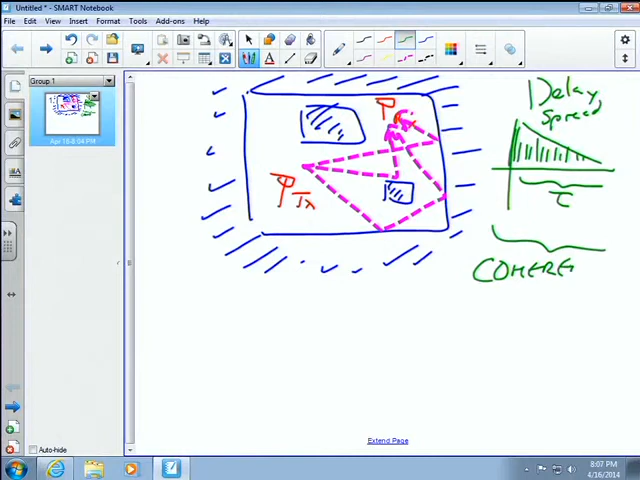 Untitled * - SMART Notebook
File Edit View Insert Format Tools Add-ons Help
Group 1
1
Apr 16-8:04 PM
Tx
Delay
Spread
τ
COHERE
Extend Page
Auto-hide
8:07 PM
4/16/2014